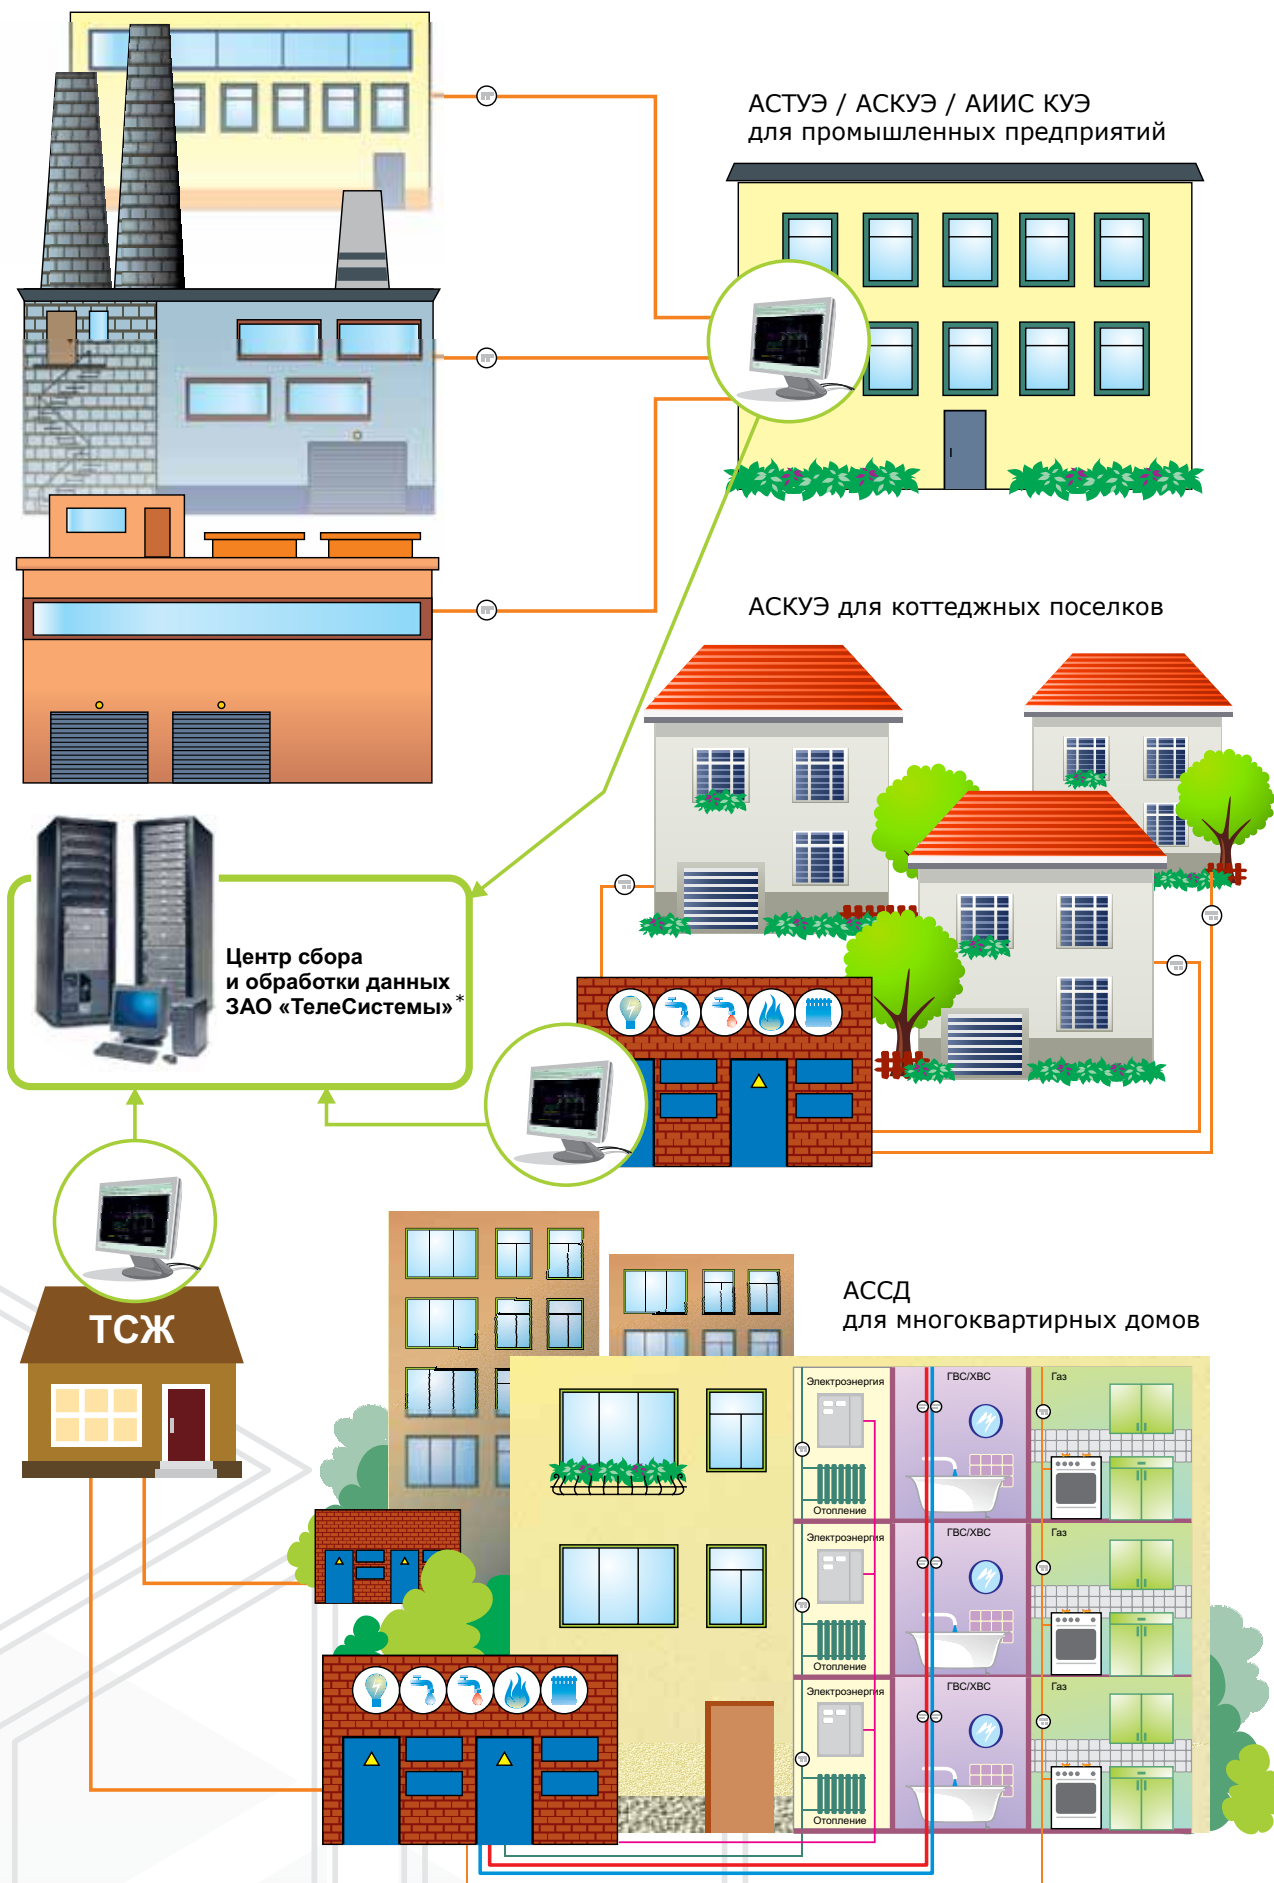 АСТУЭ / АСКУЭ / АИИС КУЭ
для промышленных предприятий
АСКУЭ для коттеджных поселков
Центр сбора
и обработки данных
ЗАО «ТелеСистемы»*
ТСЖ
АССД
для многоквартирных домов
Электроэнергия
ГВС/ХВС
Газ
Отопление
Электроэнергия
ГВС/ХВС
Газ
Отопление
Электроэнергия
ГВС/ХВС
Газ
Отопление